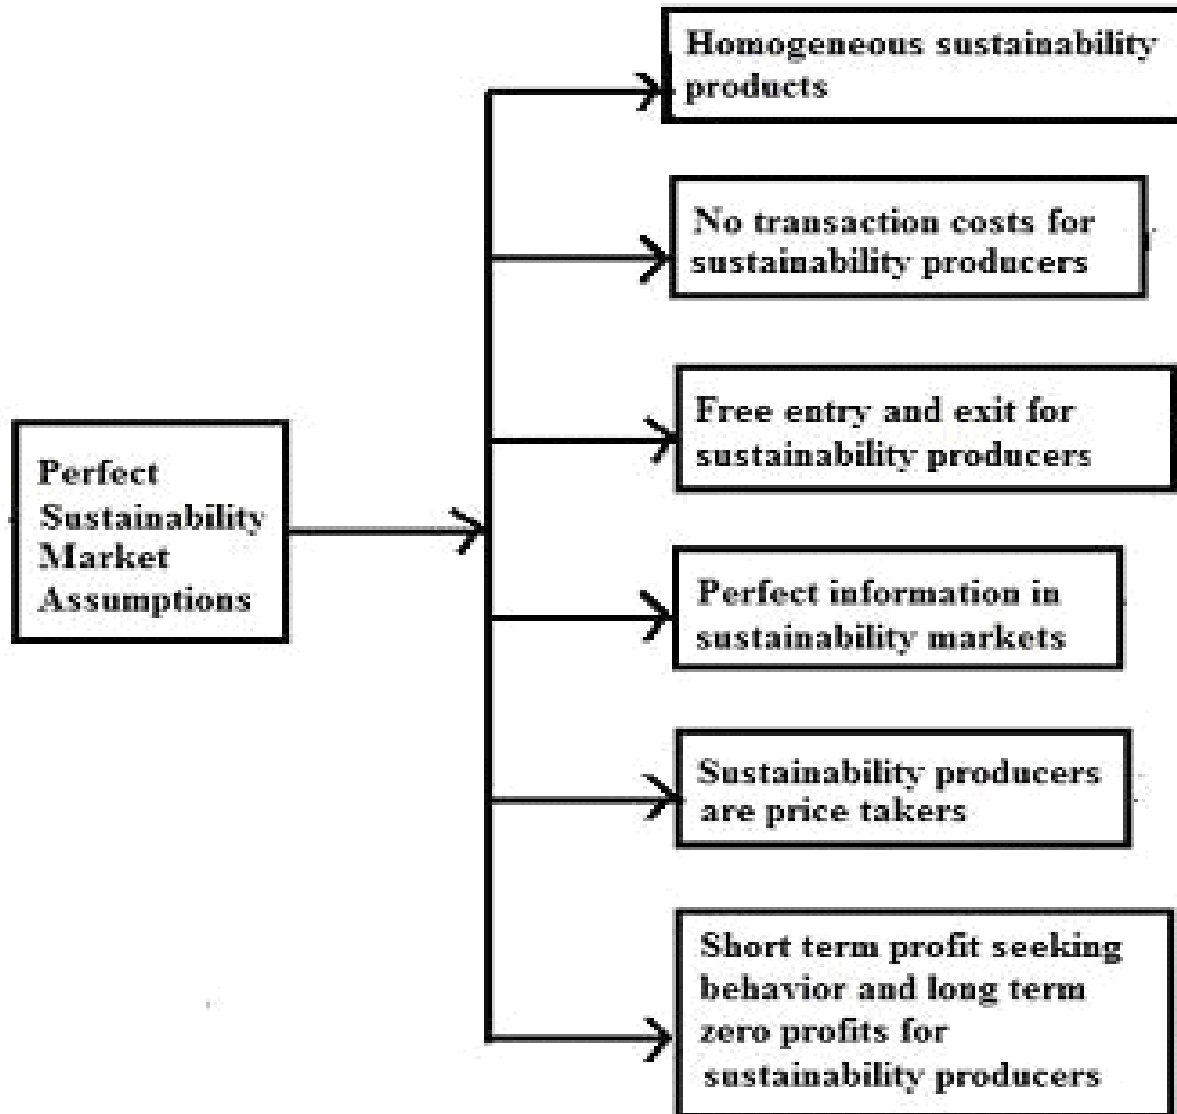 Homogeneous sustainability
products
No transaction costs for
sustainability producers
Free entry and exit for
sustainability producers
Perfect
Sustainability
Market
Assumptions
Perfect information in
sustainability markets
Sustainability producers
are price takers
Short term profit seeking
behavior and long term
zero profits for
sustainability producers